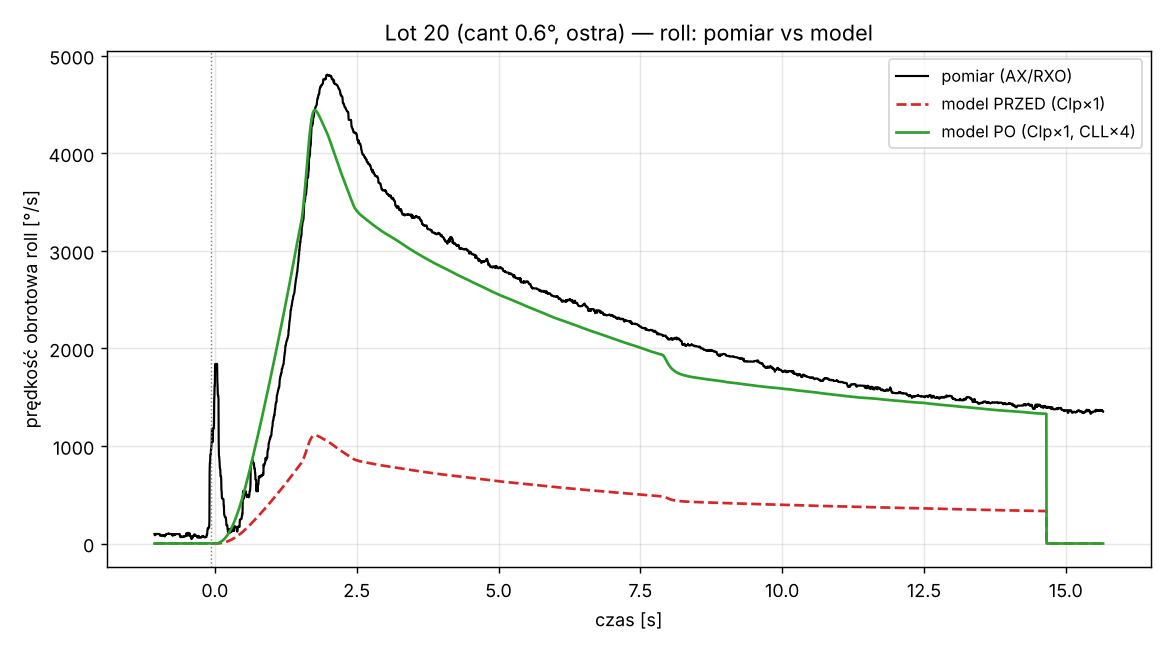 Lot 20 (cant 0.6°, ostra) — roll: pomiar vs model
pomiar (AX/RXO)
model PRZED (Clp×1)
model PO (Clp×1, CLL×4)
prędkość obrotowa roll [°/s]
5000
4000
3000
2000
1000
0
0.0 2.5 5.0 7.5 10.0 12.5 15.0
czas [s]